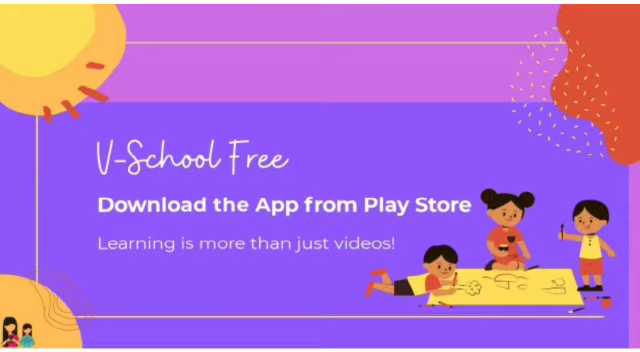 V-School Free
Download the App from Play Store
Learning is more than just videos!